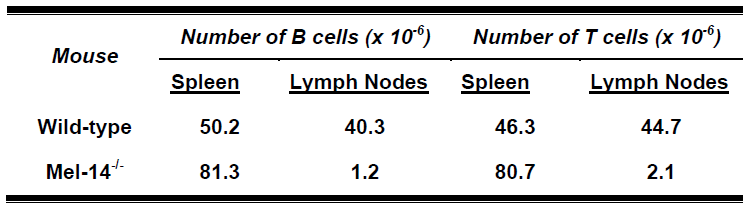 Mouse Number of B cells (x 10-6) Number of T cells (x 10-6)
Spleen Lymph Nodes Spleen Lymph Nodes
Wild-type 50.2 40.3 46.3 44.7
Mel-14-/- 81.3 1.2 80.7 2.1